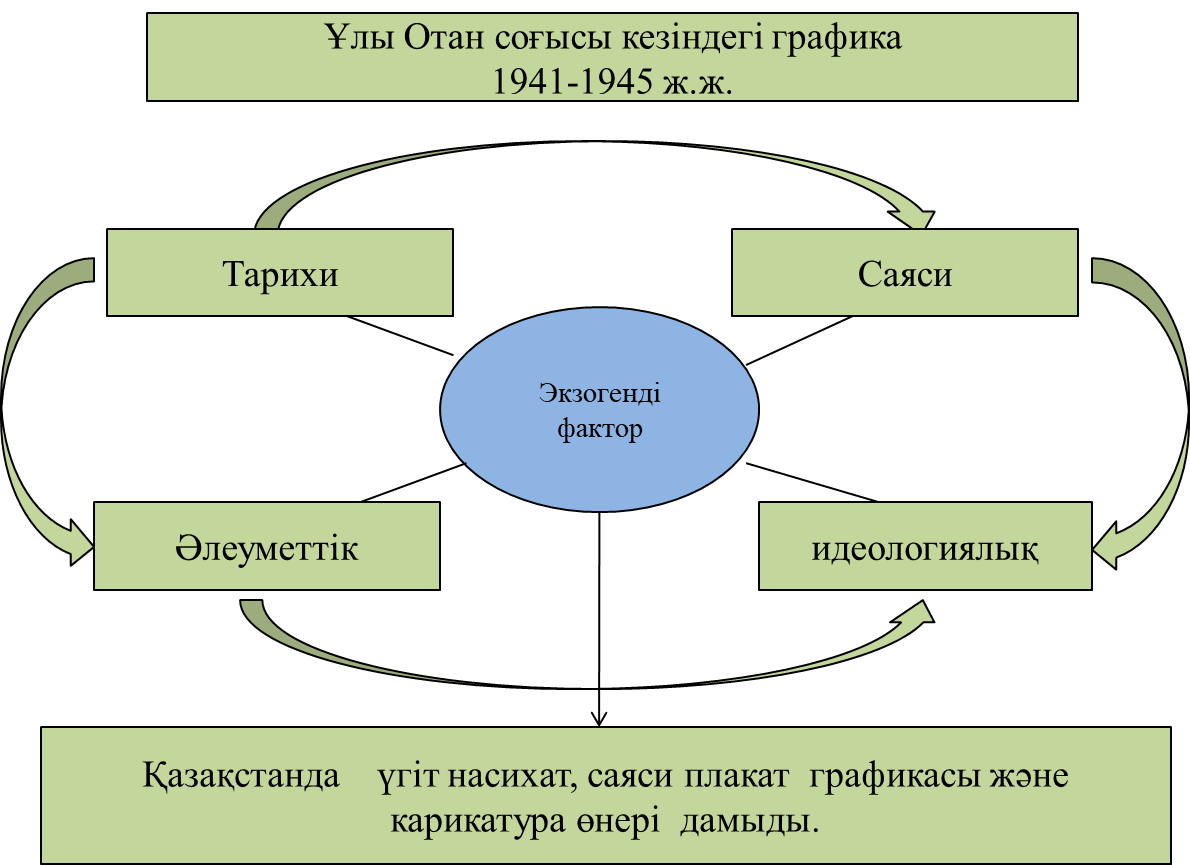 Ұлы Отан соғысы кезіндегі графика
1941-1945 ж.ж.
Тарихи
Саяси
Экзогенді
фактор
Әлеуметтік
идеологиялық
Қазақстанда үгіт насихат, саяси плакат графикасы және
карикатура өнері дамыды.